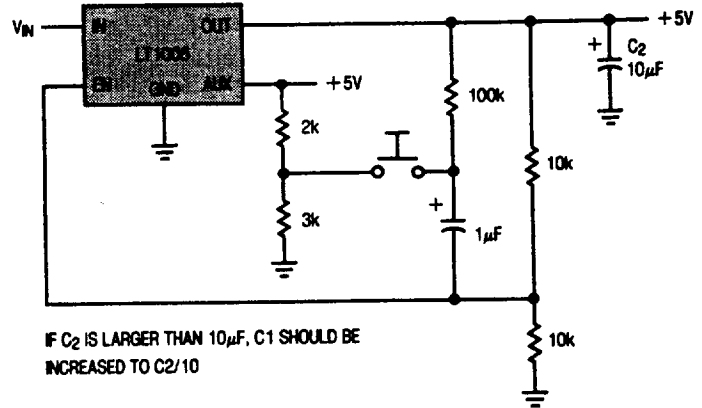 V_IN
IN
OUT
LT1005
EN
GND
AUX
+5V
+5V
+
C2
10µF
100k
2k
10k
+
3k
1µF
IF C2 IS LARGER THAN 10µF, C1 SHOULD BE
INCREASED TO C2/10
10k